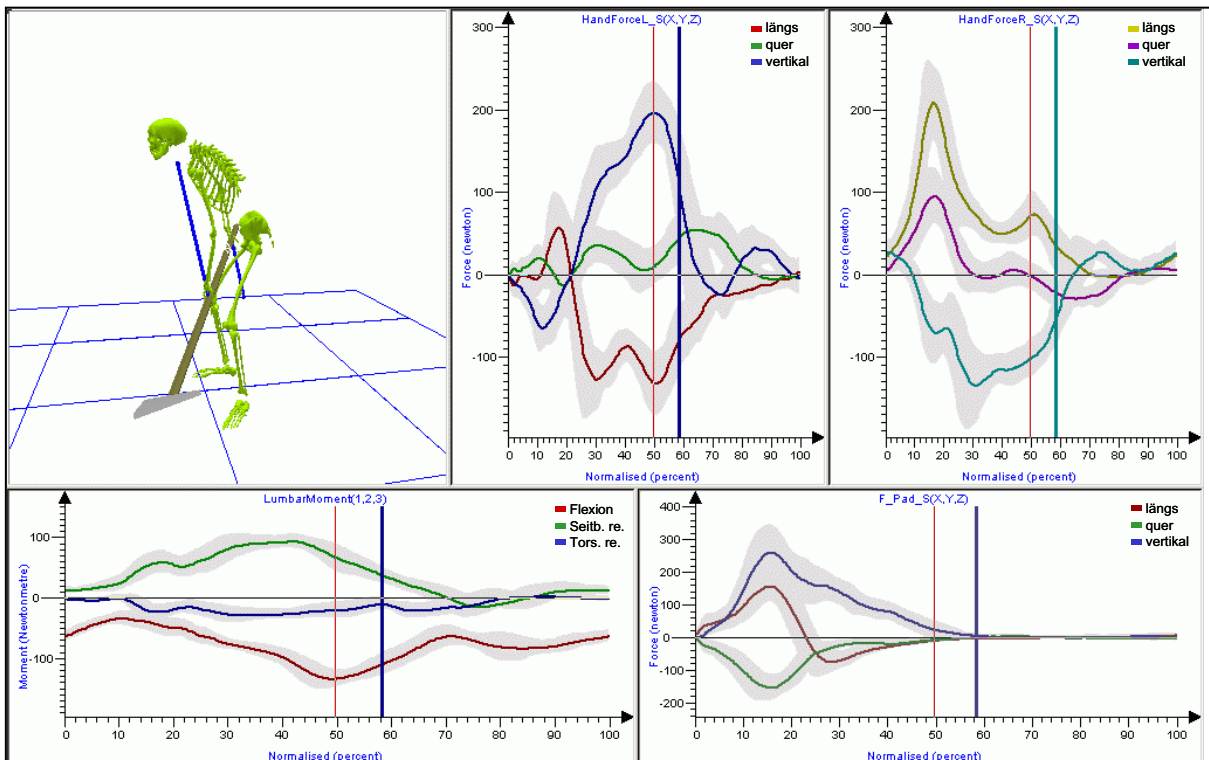 HandForceL_S(X,Y,Z)
längs
quer
vertikal
300
200
100
0
-100
Force (newton)
0 10 20 30 40 50 60 70 80 90 100
Normalised (percent)
HandForceR_S(X,Y,Z)
längs
quer
vertikal
300
200
100
0
-100
Force (newton)
0 10 20 30 40 50 60 70 80 90 100
Normalised (percent)
LumbarMoment(1,2,3)
Flexion
Seitb. re.
Tors. re.
100
0
-100
Moment (Newtonmetre)
0 10 20 30 40 50 60 70 80 90 100
Normalised (percent)
F_Pad_S(X,Y,Z)
längs
quer
vertikal
400
300
200
100
0
-100
-200
Force (newton)
0 10 20 30 40 50 60 70 80 90 100
Normalised (percent)